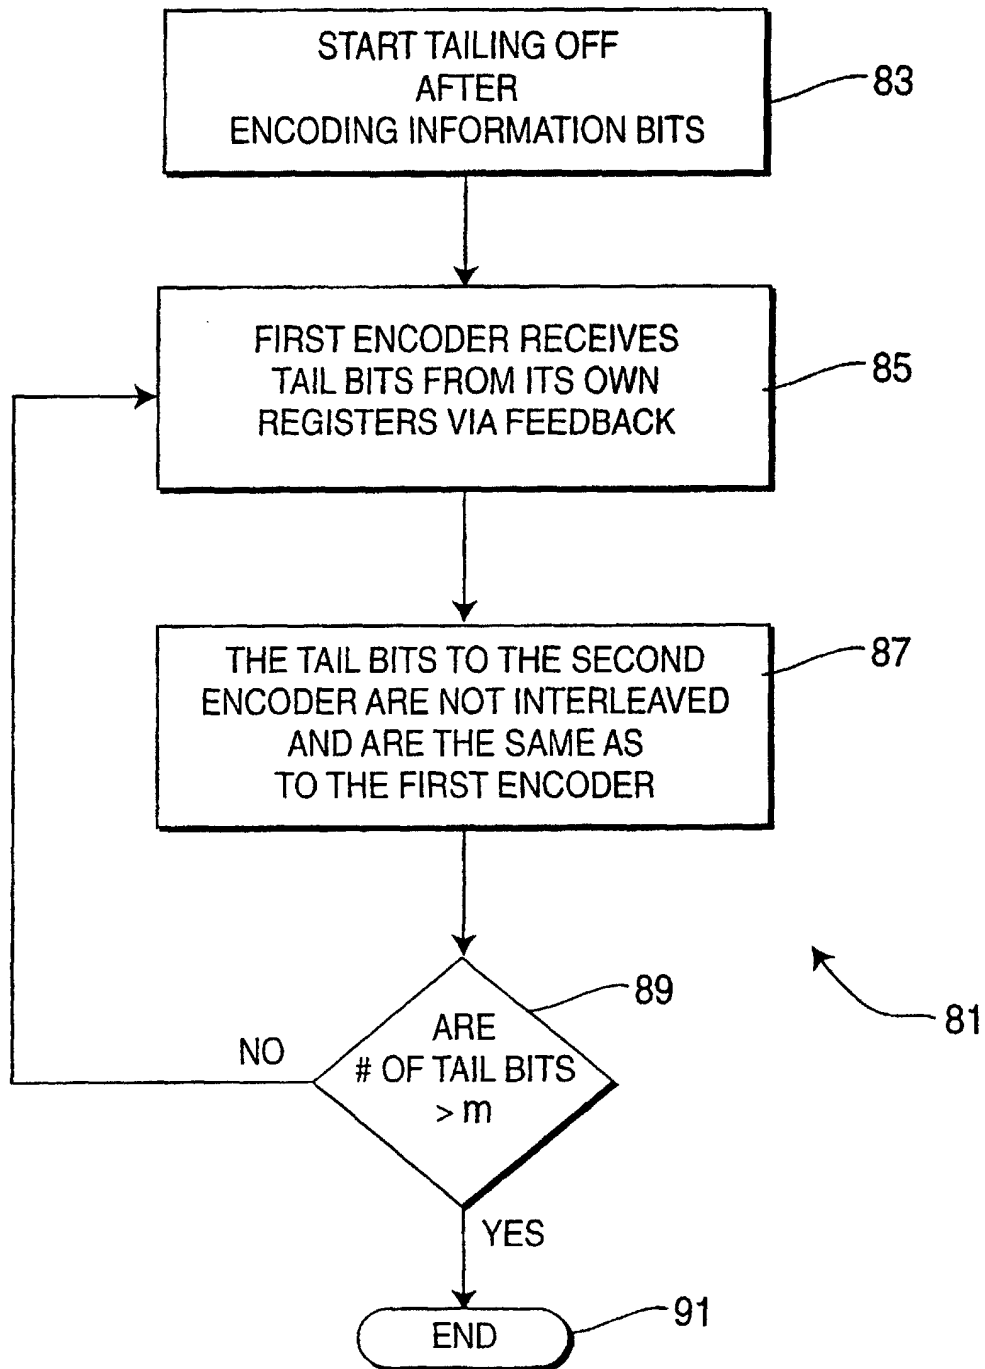 START TAILING OFF
AFTER
ENCODING INFORMATION BITS
83
FIRST ENCODER RECEIVES
TAIL BITS FROM ITS OWN
REGISTERS VIA FEEDBACK
85
THE TAIL BITS TO THE SECOND
ENCODER ARE NOT INTERLEAVED
AND ARE THE SAME AS
TO THE FIRST ENCODER
87
ARE
# OF TAIL BITS
> m
89
NO
81
YES
END
91